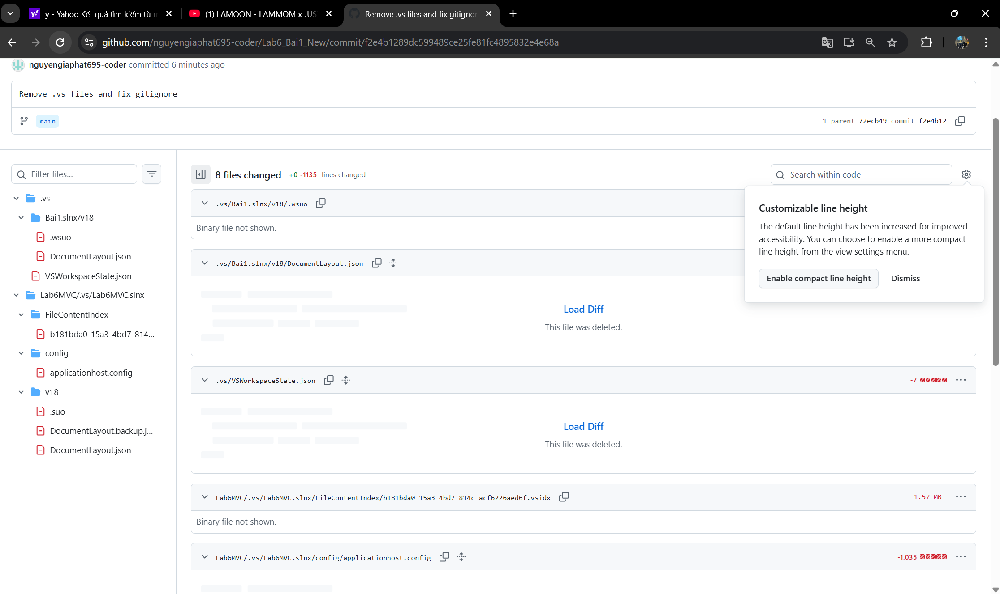 y - Yahoo Kết quả tìm kiếm từ n
(1) LAMOON - LAMMOM x JUS
Remove .vs files and fix gitignor
github.com/nguyengiaphat695-coder/Lab6_Bai1_New/commit/f2e4b1289dc599489ce25fe81fc4895832e4e68a
nguyengiaphat695-coder committed 6 minutes ago
Remove .vs files and fix gitignore
main
1 parent 72ecb49 commit f2e4b12
Filter files...
.vs
Bai1.slnx/v18
.wsuo
DocumentLayout.json
VSWorkspaceState.json
Lab6MVC/.vs/Lab6MVC.slnx
FileContentIndex
b181bda0-15a3-4bd7-814...
config
applicationhost.config
v18
.suo
DocumentLayout.backup.j...
DocumentLayout.json
8 files changed +0 -1135 lines changed
Search within code
Customizable line height
The default line height has been increased for improved
accessibility. You can choose to enable a more compact
line height from the view settings menu.
Enable compact line height
Dismiss
.vs/Bai1.slnx/v18/.wsuo
Binary file not shown.
.vs/Bai1.slnx/v18/DocumentLayout.json
Load Diff
This file was deleted.
.vs/VSWorkspaceState.json
-7
Load Diff
This file was deleted.
Lab6MVC/.vs/Lab6MVC.slnx/FileContentIndex/b181bda0-15a3-4bd7-814c-acf6226aed6f.vsidx
-1.57 MB
Binary file not shown.
Lab6MVC/.vs/Lab6MVC.slnx/config/applicationhost.config
-1.035